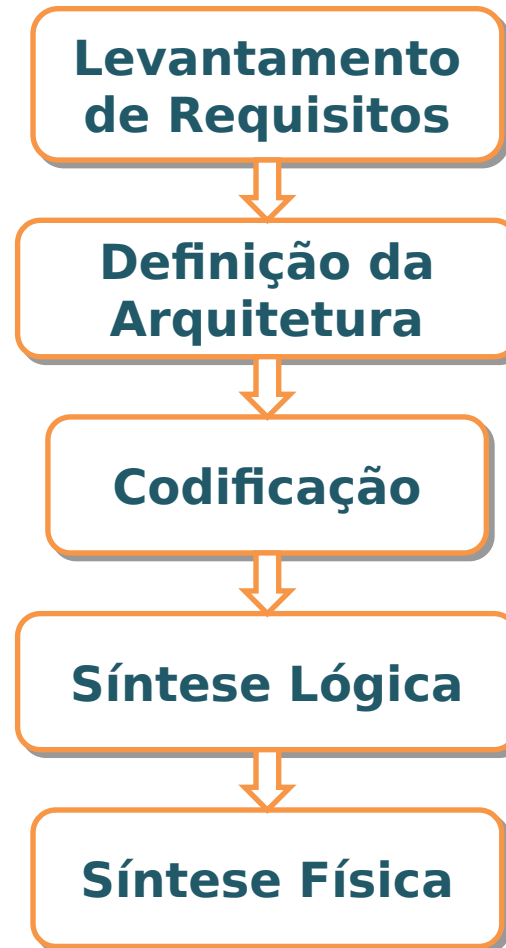 Levantamento
de Requisitos
Definição da
Arquitetura
Codificação
Síntese Lógica
Síntese Física